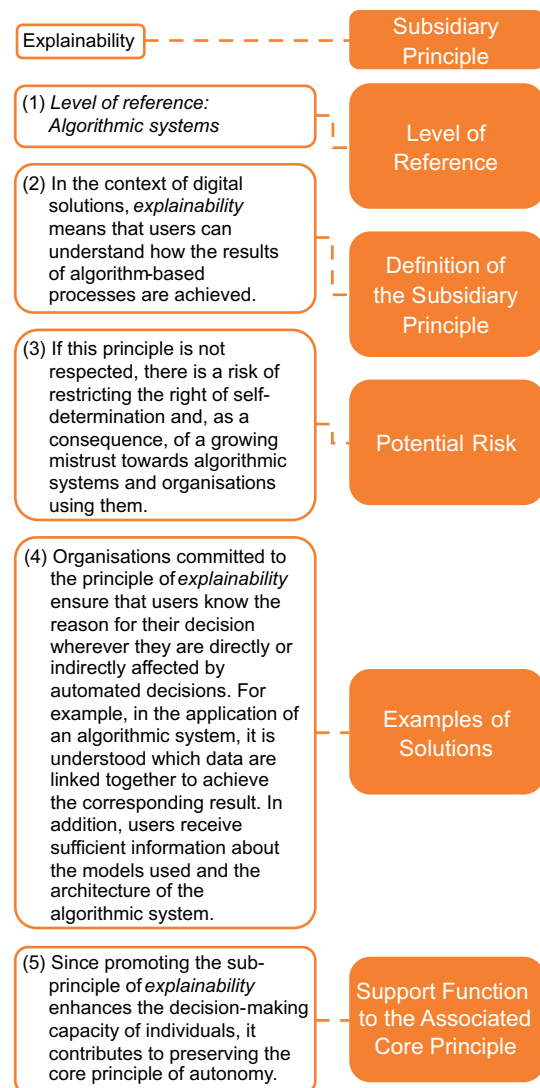 Explainability
Subsidiary
Principle
(1) Level of reference:
Algorithmic systems
Level of
Reference
(2) In the context of digital
solutions, explainability
means that users can
understand how the results
of algorithm-based
processes are achieved.
Definition of
the Subsidiary
Principle
(3) If this principle is not
respected, there is a risk of
restricting the right of self-
determination and, as a
consequence, of a growing
mistrust towards algorithmic
systems and organisations
using them.
Potential Risk
(4) Organisations committed to
the principle of explainability
ensure that users know the
reason for their decision
wherever they are directly or
indirectly affected by
automated decisions. For
example, in the application of
an algorithmic system, it is
understood which data are
linked together to achieve
the corresponding result. In
addition, users receive
sufficient information about
the models used and the
architecture of the
algorithmic system.
Examples of
Solutions
(5) Since promoting the sub-
principle of explainability
enhances the decision-making
capacity of individuals, it
contributes to preserving the
core principle of autonomy.
Support Function
to the Associated
Core Principle